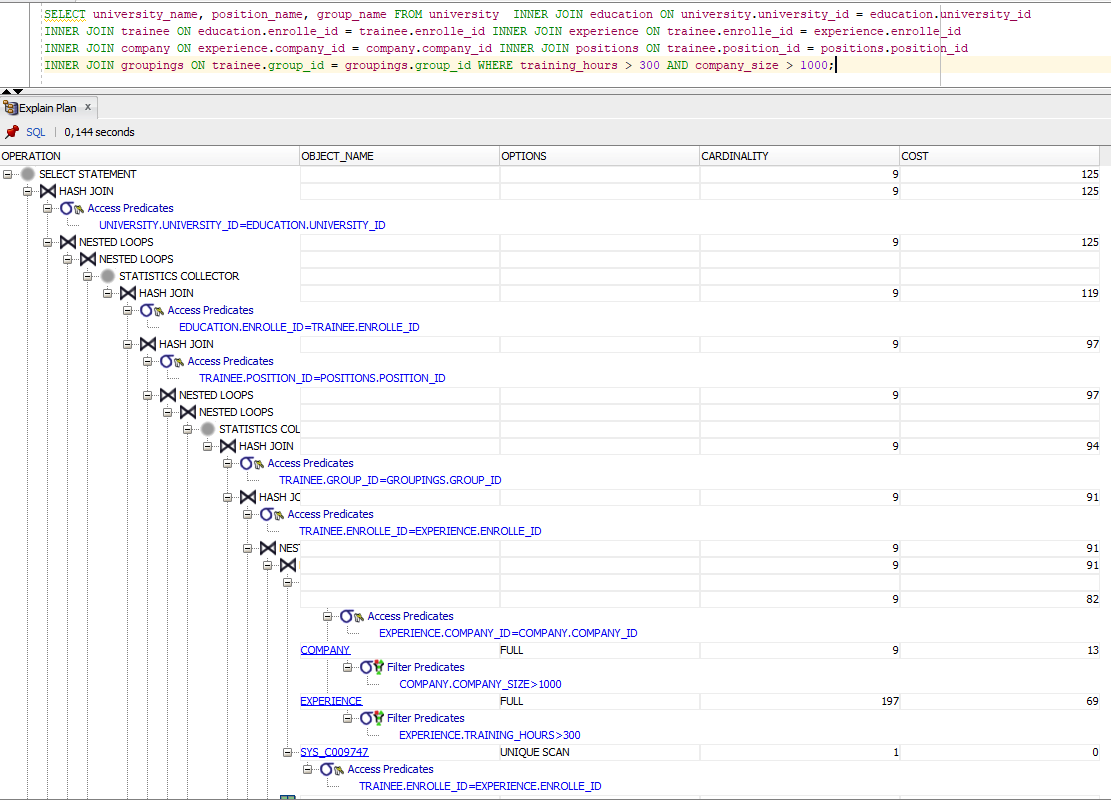 SELECT university_name, position_name, group_name FROM university  INNER JOIN education ON university.university_id = education.university_id
INNER JOIN trainee ON education.enrolle_id = trainee.enrolle_id INNER JOIN experience ON trainee.enrolle_id = experience.enrolle_id
INNER JOIN company ON experience.company_id = company.company_id INNER JOIN positions ON trainee.position_id = positions.position_id
INNER JOIN groupings ON trainee.group_id = groupings.group_id WHERE training_hours > 300 AND company_size > 1000;
Explain Plan x
SQL | 0,144 seconds
OPERATION OBJECT_NAME OPTIONS CARDINALITY COST
SELECT STATEMENT 9 125
HASH JOIN 9 125
Access Predicates
UNIVERSITY.UNIVERSITY_ID=EDUCATION.UNIVERSITY_ID
NESTED LOOPS 9 125
NESTED LOOPS
STATISTICS COLLECTOR
HASH JOIN 9 119
Access Predicates
EDUCATION.ENROLLE_ID=TRAINEE.ENROLLE_ID
HASH JOIN 9 97
Access Predicates
TRAINEE.POSITION_ID=POSITIONS.POSITION_ID
NESTED LOOPS 9 97
NESTED LOOPS
STATISTICS COL
HASH JOIN 9 94
Access Predicates
TRAINEE.GROUP_ID=GROUPINGS.GROUP_ID
HASH JO 9 91
Access Predicates
TRAINEE.ENROLLE_ID=EXPERIENCE.ENROLLE_ID
NES 9 91
9 91
9 82
Access Predicates
EXPERIENCE.COMPANY_ID=COMPANY.COMPANY_ID
COMPANY FULL 9 13
Filter Predicates
COMPANY.COMPANY_SIZE>1000
EXPERIENCE FULL 197 69
Filter Predicates
EXPERIENCE.TRAINING_HOURS>300
SYS_C009747 UNIQUE SCAN 1 0
Access Predicates
TRAINEE.ENROLLE_ID=EXPERIENCE.ENROLLE_ID